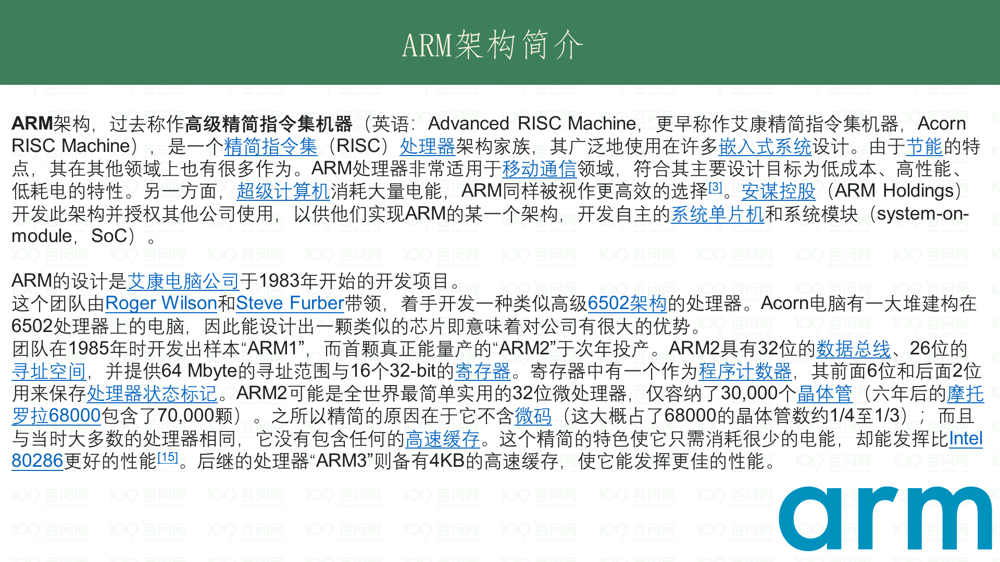 ARM架构简介
ARM架构，过去称作高级精简指令集机器（英语：Advanced RISC Machine，更早称作艾康精简指令集机器，Acorn
RISC Machine），是一个精简指令集（RISC）处理器架构家族，其广泛地使用在许多嵌入式系统设计。由于节能的特
点，其在其他领域上也有很多作为。ARM处理器非常适用于移动通信领域，符合其主要设计目标为低成本、高性能、
低耗电的特性。另一方面，超级计算机消耗大量电能，ARM同样被视作更高效的选择[3]。安谋控股（ARM Holdings）
开发此架构并授权其他公司使用，以供他们实现ARM的某一个架构，开发自主的系统单片机和系统模块（system-on-
module，SoC）。
ARM的设计是艾康电脑公司于1983年开始的开发项目。
这个团队由Roger Wilson和Steve Furber带领，着手开发一种类似高级6502架构的处理器。Acorn电脑有一大堆建构在
6502处理器上的电脑，因此能设计出一颗类似的芯片即意味着对公司有很大的优势。
团队在1985年时开发出样本“ARM1”，而首颗真正能量产的“ARM2”于次年投产。ARM2具有32位的数据总线、26位的
寻址空间，并提供64 Mbyte的寻址范围与16个32-bit的寄存器。寄存器中有一个作为程序计数器，其前面6位和后面2位
用来保存处理器状态标记。ARM2可能是全世界最简单实用的32位微处理器，仅容纳了30,000个晶体管（六年后的摩托
罗拉68000包含了70,000颗）。之所以精简的原因在于它不含微码（这大概占了68000的晶体管数约1/4至1/3）；而且
与当时大多数的处理器相同，它没有包含任何的高速缓存。这个精简的特色使它只需消耗很少的电能，却能发挥比Intel
80286更好的性能[15]。后继的处理器“ARM3”则备有4KB的高速缓存，使它能发挥更佳的性能。
arm